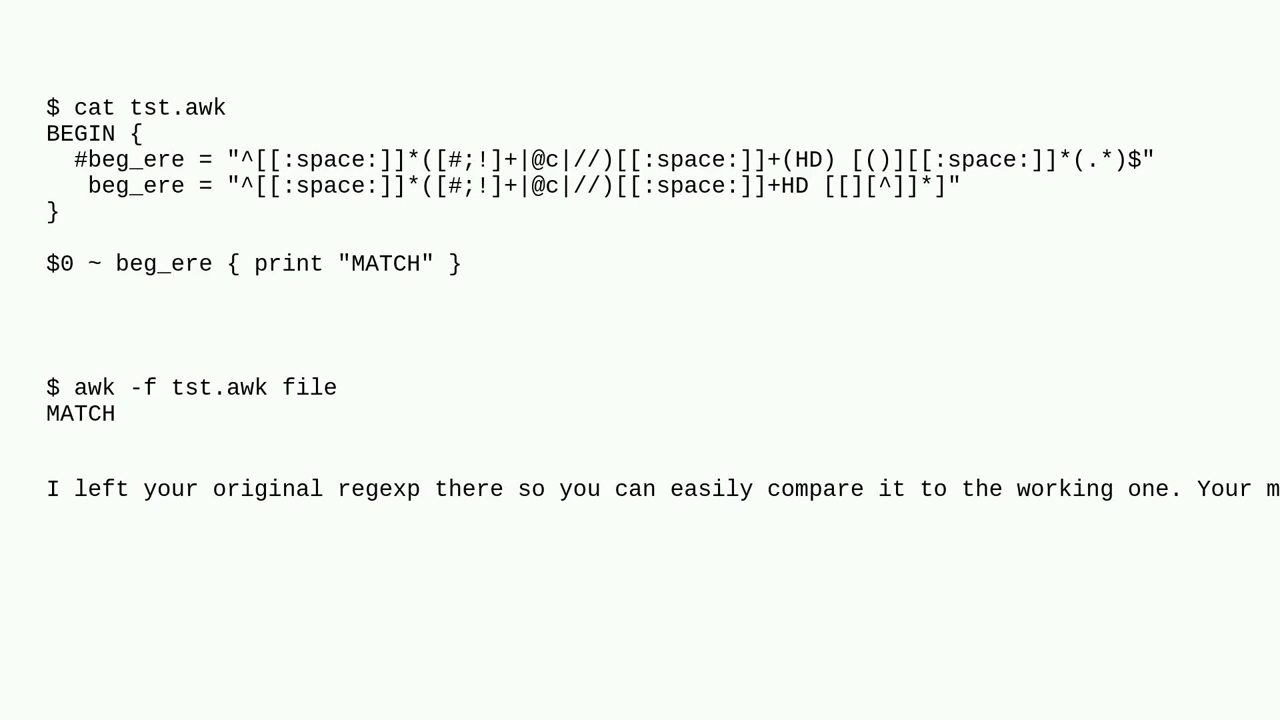 $ cat tst.awk
BEGIN {
  #beg_ere = "^[[:space:]]*([#;!]+|@c|//)[[:space:]]+(HD) [()][[:space:]]*(.*)$"
   beg_ere = "^[[:space:]]*([#;!]+|@c|//)[[:space:]]+HD [[][^]]*]"
}
$0 ~ beg_ere { print "MATCH" }
$ awk -f tst.awk file
MATCH
I left your original regexp there so you can easily compare it to the working one. Your